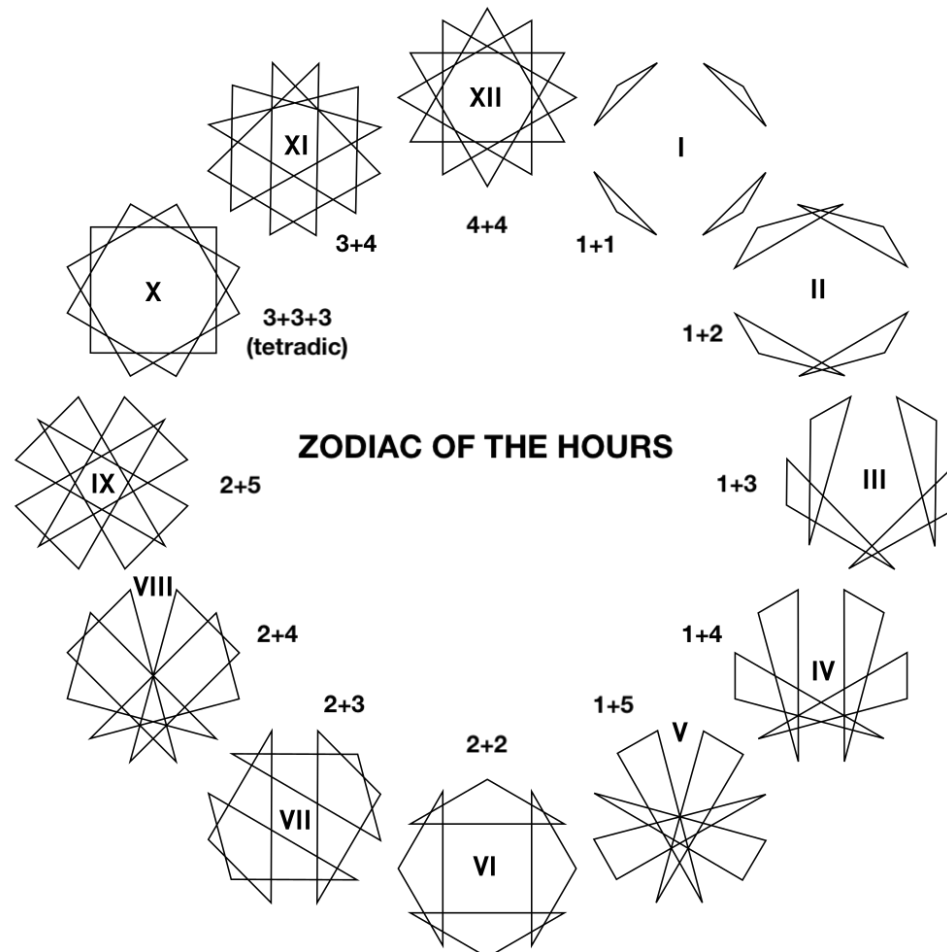 XII
XI
I
4+4
3+4
1+1
X
II
3+3+3
(tetradic)
1+2
ZODIAC OF THE HOURS
IX
2+5
1+3
III
VIII
2+4
1+4
IV
2+3
1+5
V
2+2
VII
VI